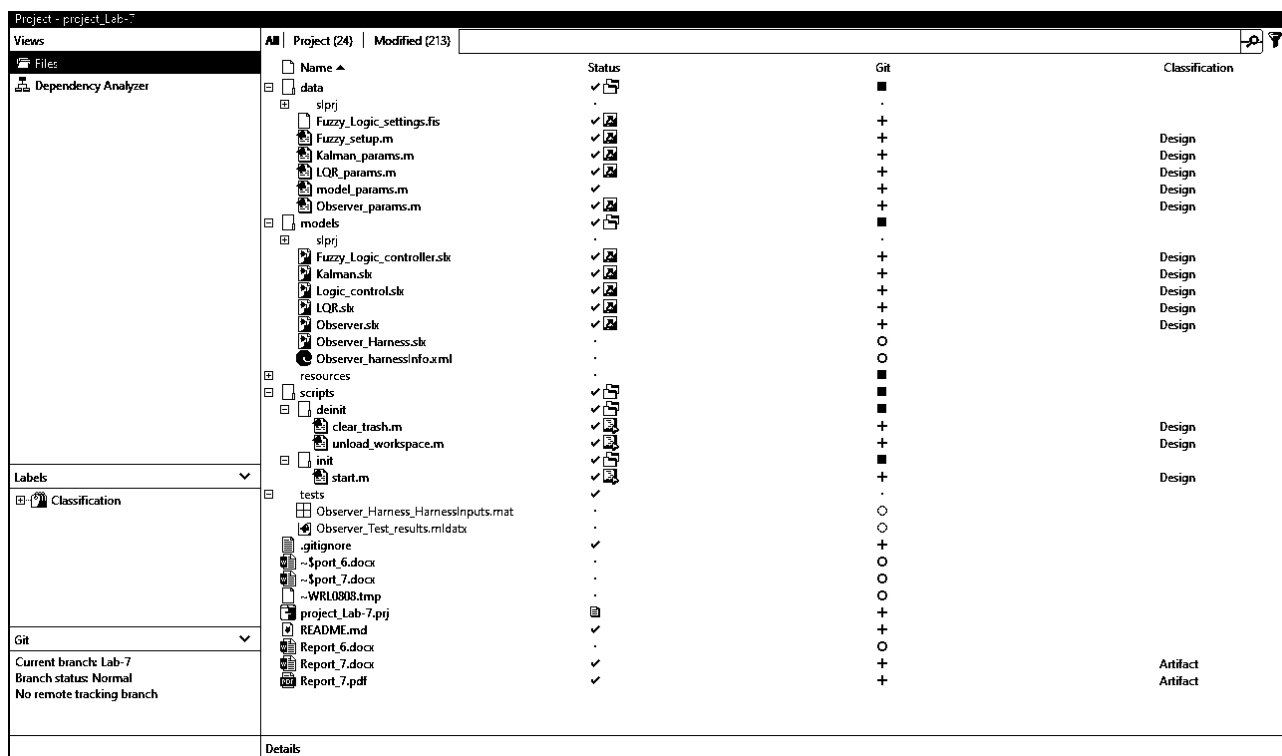 Project - project_Lab-7
Views
All Project (24) Modified (213)
Files
Name Status Git Classification
Dependency Analyzer
data
slprj
Fuzzy_Logic_settings.fis
Fuzzy_setup.m Design
Kalman_params.m Design
LQR_params.m Design
model_params.m Design
Observer_params.m Design
models
slprj
Fuzzy_Logic_controller.slx Design
Kalman.slx Design
Logic_control.slx Design
LQR.slx Design
Observer.slx Design
Observer_Harness.slx
Observer_harnessInfo.xml
resources
scripts
deinit
clear_trash.m Design
unload_workspace.m Design
init
Labels
start.m Design
Classification
tests
Observer_Harness_HarnessInputs.mat
Observer_Test_results.mldatx
.gitignore
~$port_6.docx
~$port_7.docx
~WRL0808.tmp
project_Lab-7.prj
README.md
Git
Report_6.docx
Current branch: Lab-7
Report_7.docx Artifact
Branch status: Normal
Report_7.pdf Artifact
No remote tracking branch
Details